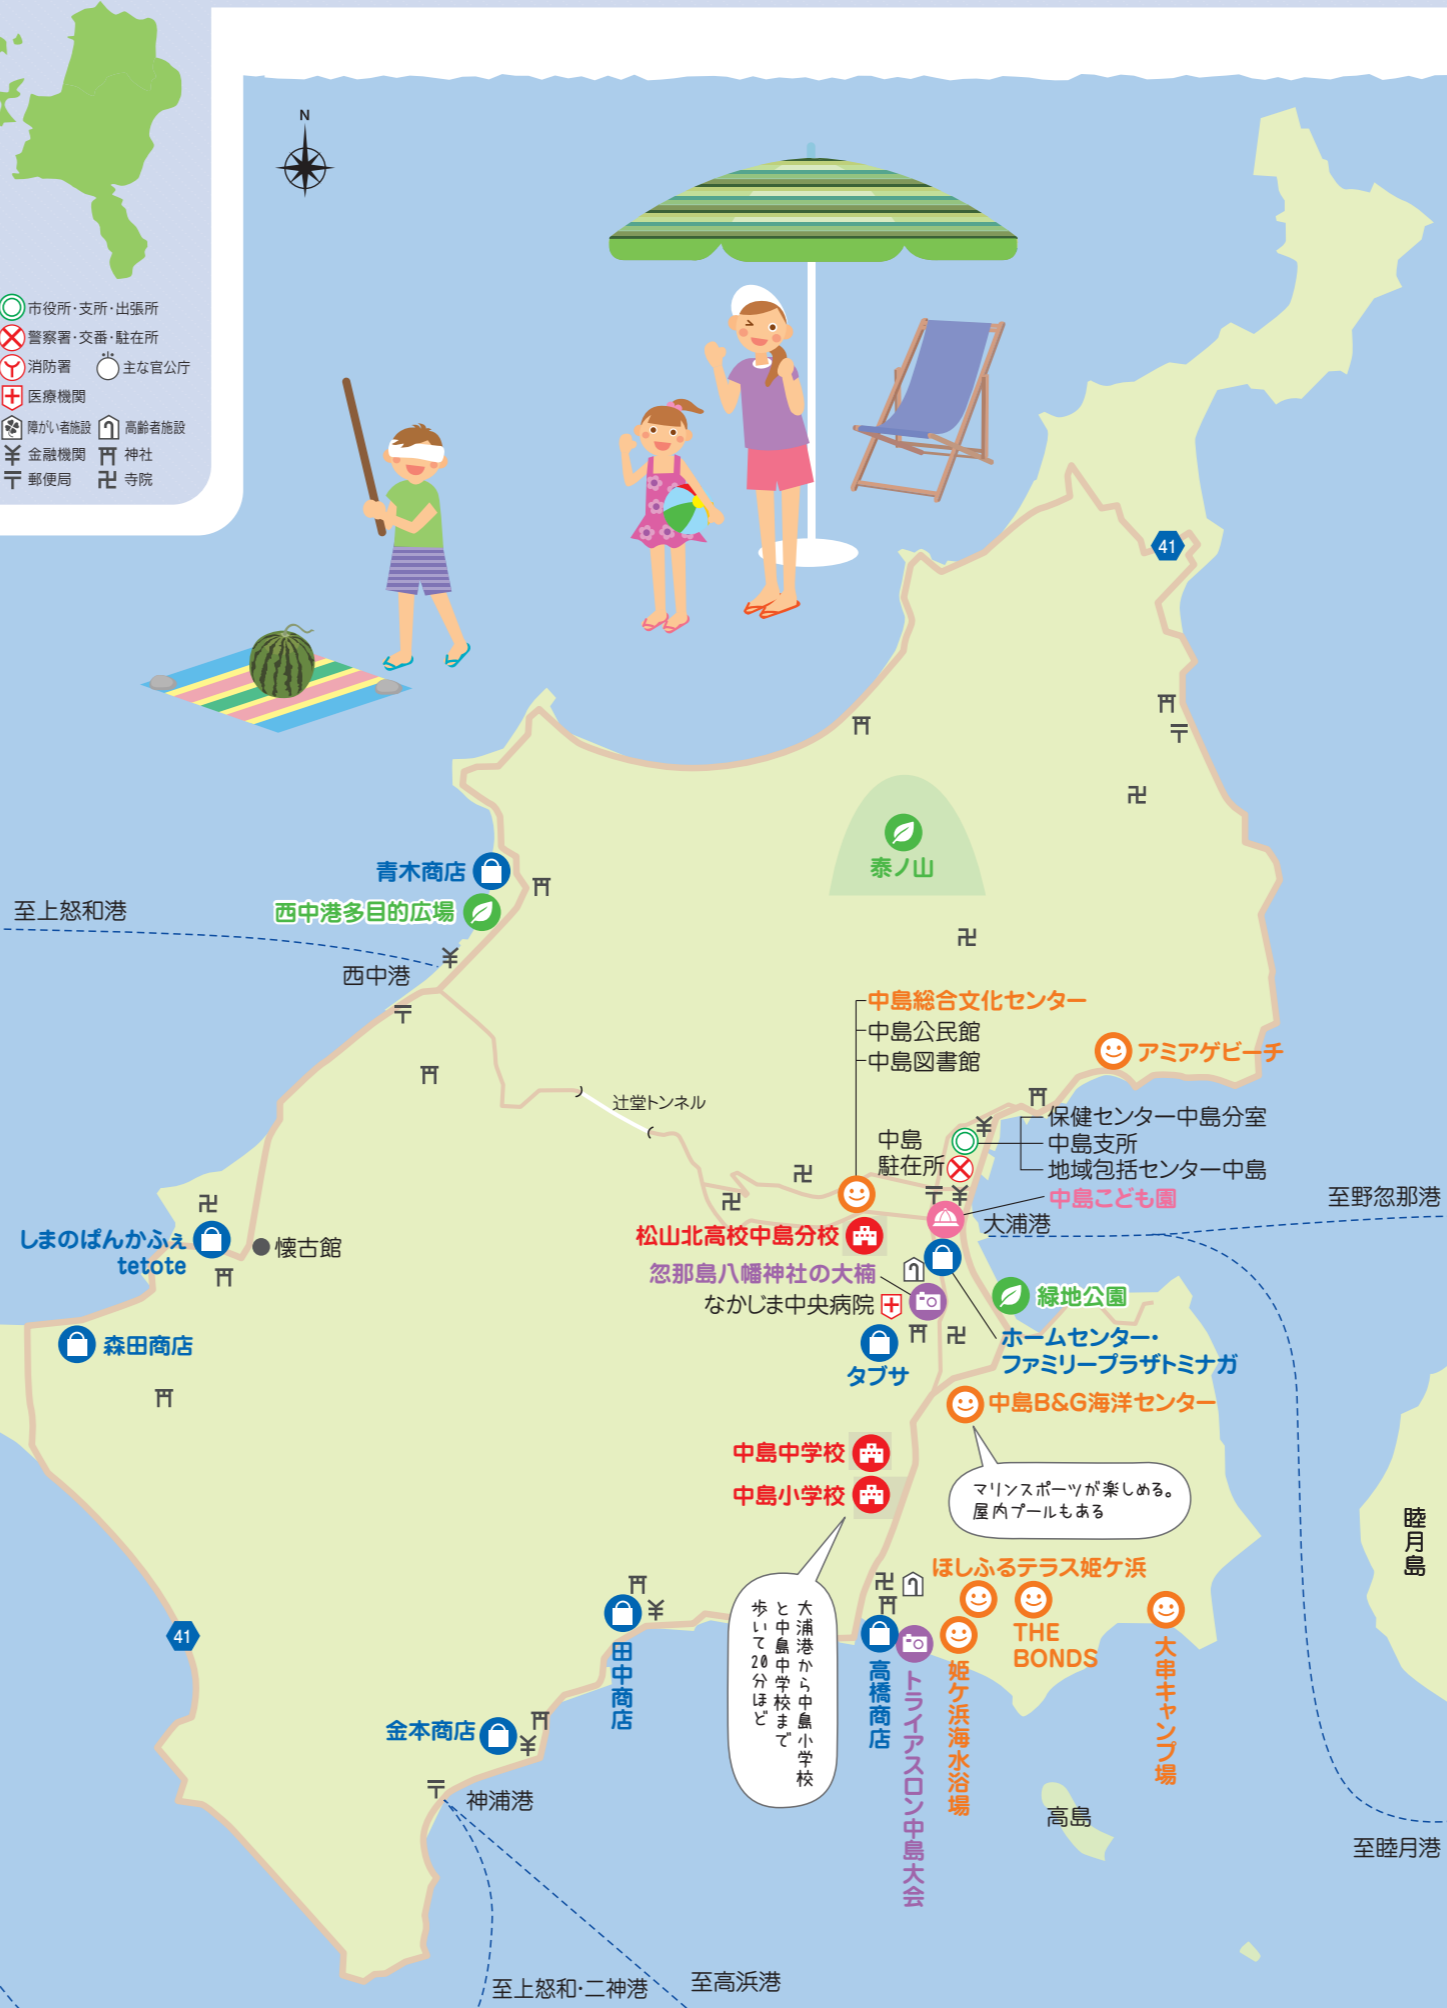 N
市役所・支所・出張所
警察署・交番・駐在所
消防署
主な官公庁
医療機関
障がい者施設
高齢者施設
金融機関
神社
郵便局
寺院
41
青木商店
西中港多目的広場
至上怒和港
西中港
泰ノ山
中島総合文化センター
中島公民館
中島図書館
アミアゲビーチ
辻堂トンネル
中島
駐在所
保健センター中島分室
中島支所
地域包括センター中島
中島こども園
大浦港
至野忽那港
松山北高校中島分校
忽那島八幡神社の大楠
なかじま中央病院
緑地公園
ホームセンター・
ファミリープラザトミナガ
タブサ
しまのぱんかふぇ
tetote
懐古館
森田商店
中島B&G海洋センター
マリンスポーツが楽しめる。
屋内プールもある
中島中学校
中島小学校
大浦港から中島小学校
と中島中学校まで
歩いて20分ほど
睦月島
ほしふるテラス姫ケ浜
THE
BONDS
大串キャンプ場
姫ケ浜海水浴場
トライアスロン中島大会
高橋商店
田中商店
41
金本商店
神浦港
高島
至睦月港
至上怒和・二神港
至高浜港